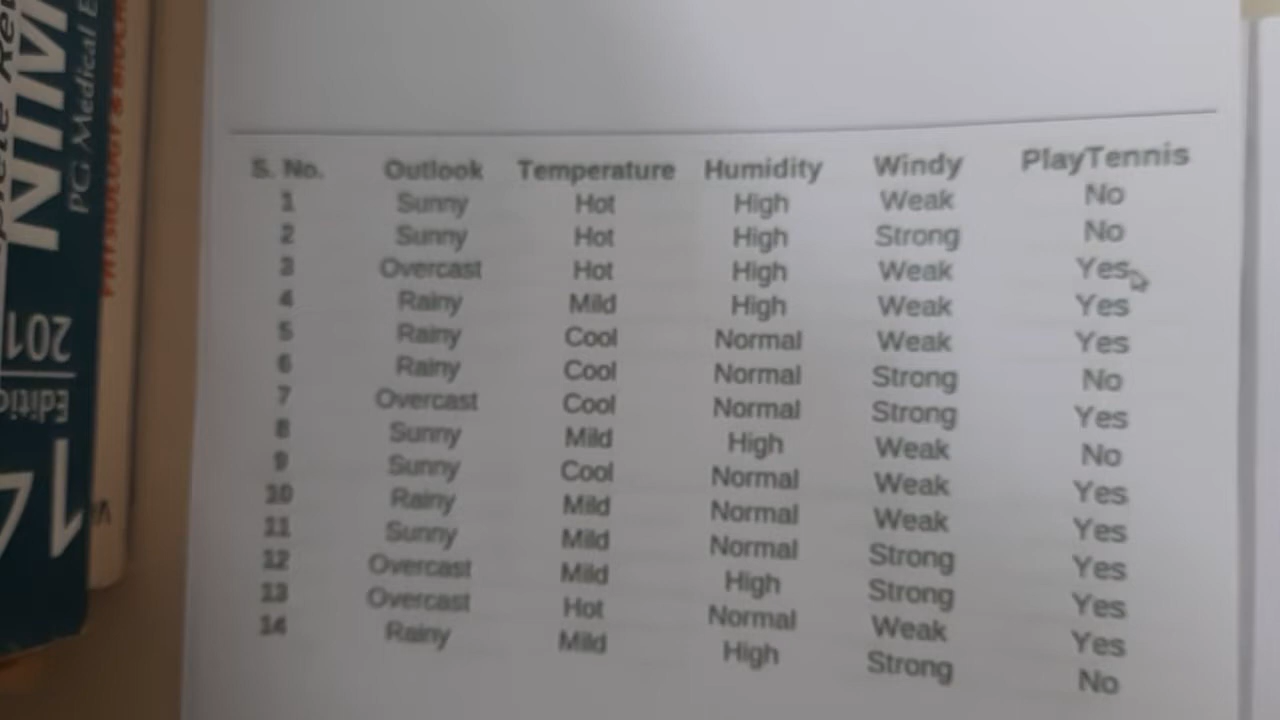 S. No. Outlook Temperature Humidity Windy PlayTennis
1 Sunny Hot High Weak No
2 Sunny Hot High Strong No
3 Overcast Hot High Weak Yes
4 Rainy Mild High Weak Yes
5 Rainy Cool Normal Weak Yes
6 Rainy Cool Normal Strong No
7 Overcast Cool Normal Strong Yes
8 Sunny Mild High Weak No
9 Sunny Cool Normal Weak Yes
10 Rainy Mild Normal Weak Yes
11 Sunny Mild Normal Strong Yes
12 Overcast Mild High Strong Yes
13 Overcast Hot Normal Weak Yes
14 Rainy Mild High Strong No
PG Medical
201
Editio